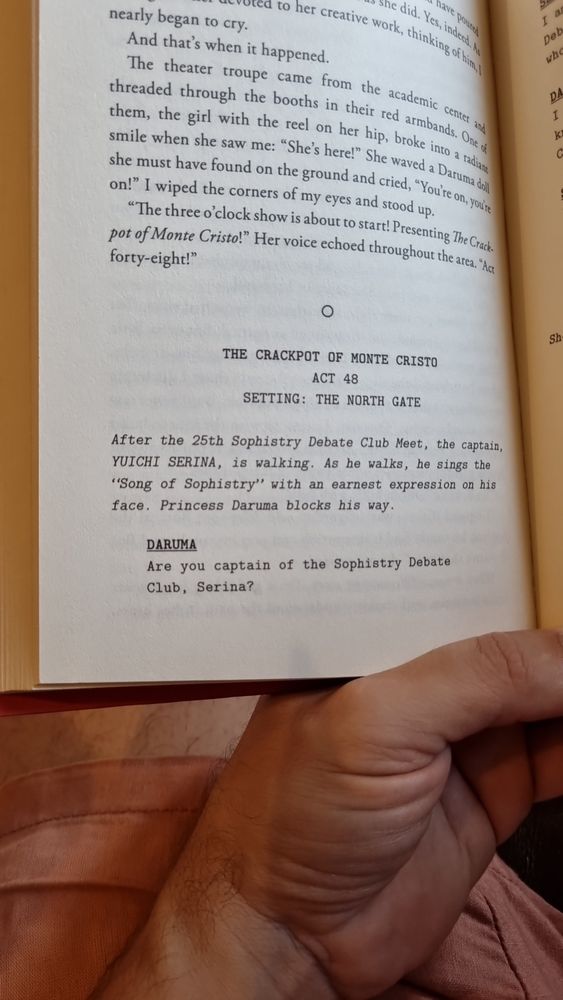 devoted to her creative work, thinking of him, I
nearly began to cry.
And that's when it happened.
The theater troupe came from the academic center and
threaded through the booths in their red armbands. One of
them, the girl with the reel on her hip, broke into a radiant
smile when she saw me: “She's here!” She waved a Daruma doll
she must have found on the ground and cried, “You're on, you're
on!” I wiped the corners of my eyes and stood up.
“The three o'clock show is about to start! Presenting The Crack-
pot of Monte Cristo!” Her voice echoed throughout the area. “Act
forty-eight!”
THE CRACKPOT OF MONTE CRISTO
ACT 48
SETTING: THE NORTH GATE
After the 25th Sophistry Debate Club Meet, the captain,
YUICHI SERINA, is walking. As he walks, he sings the
“Song of Sophistry” with an earnest expression on his
face. Princess Daruma blocks his way.
DARUMA
Are you captain of the Sophistry Debate
Club, Serina?